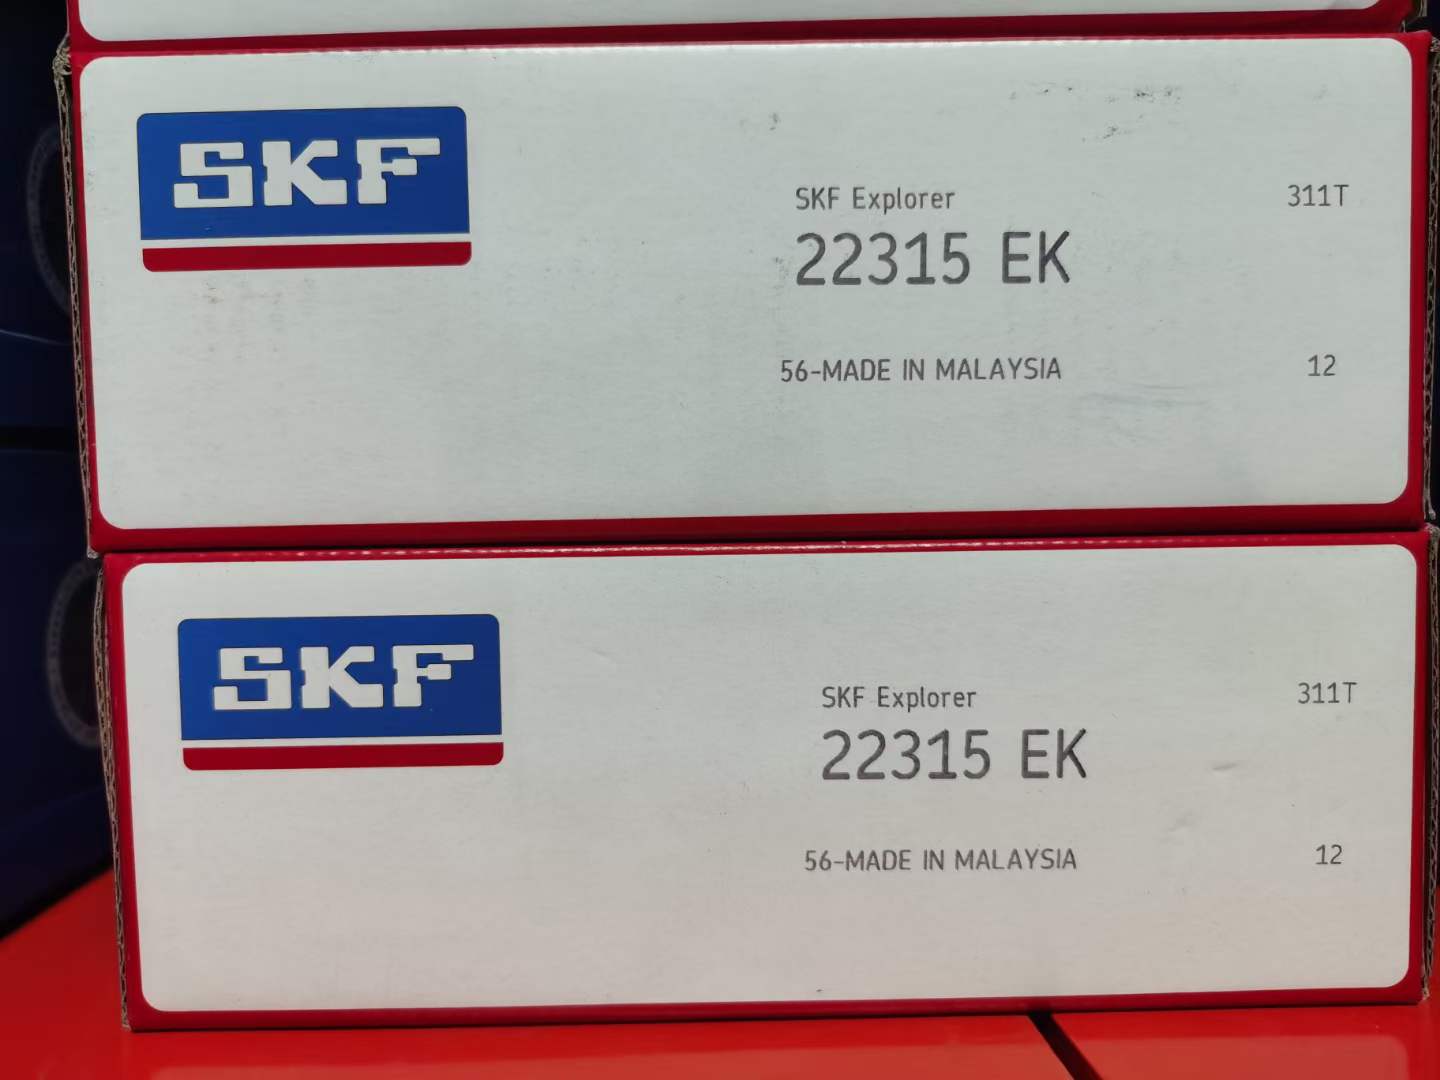 SKF
SKF Explorer 311T
22315 EK
56-MADE IN MALAYSIA 12
SKF
SKF Explorer 311T
22315 EK
56-MADE IN MALAYSIA 12